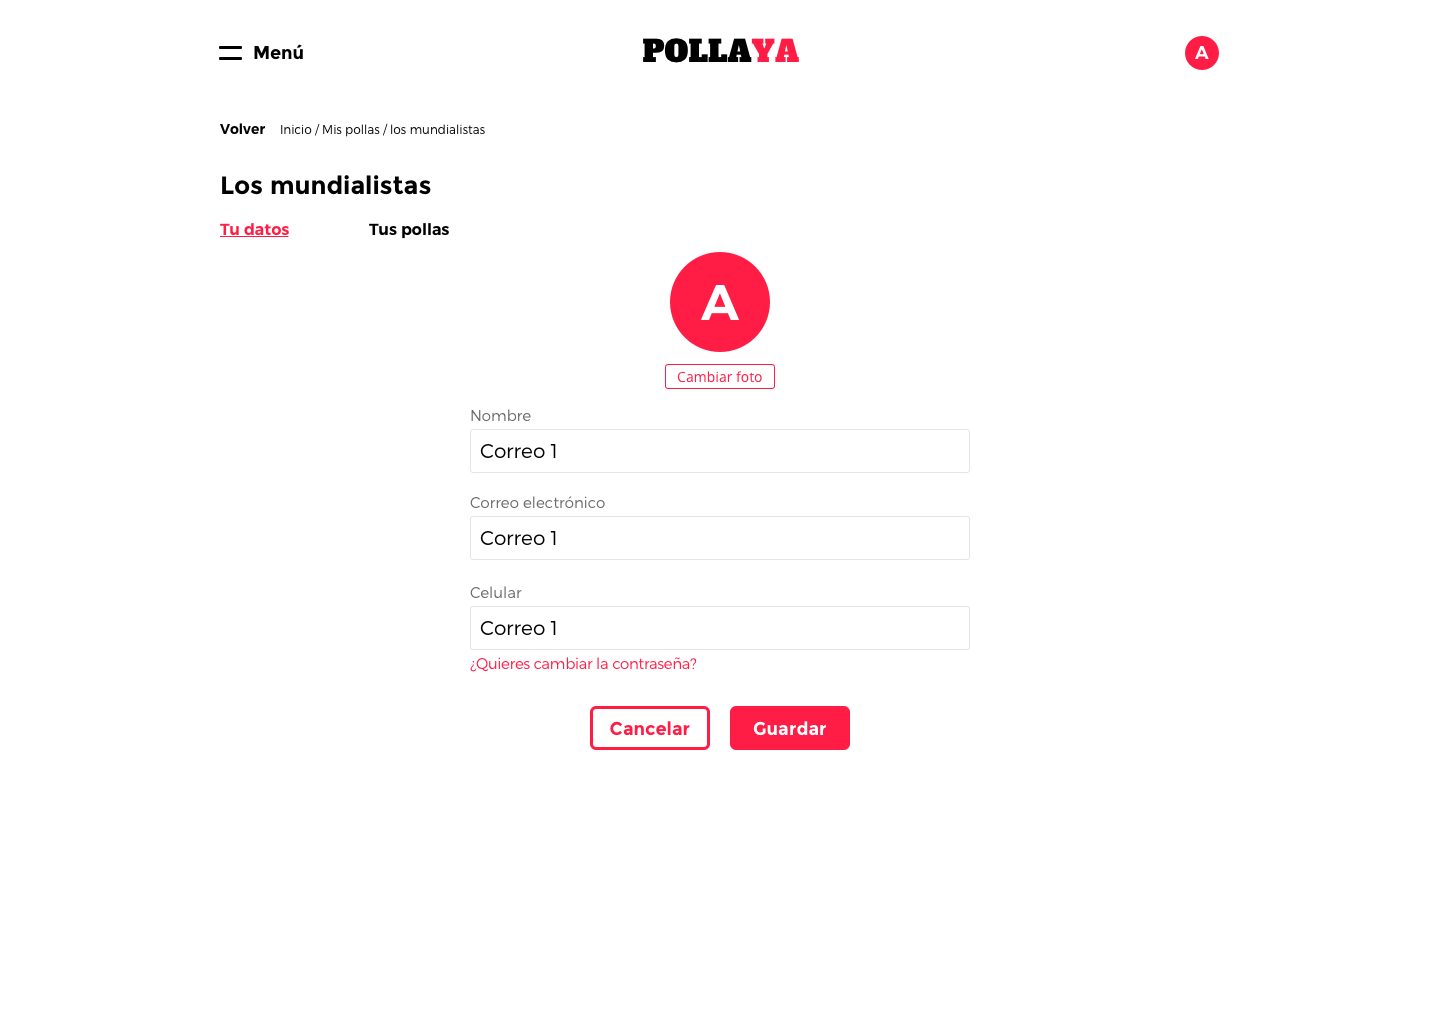 Menú
POLLAYA
A
Volver Inicio / Mis pollas / los mundialistas
Los mundialistas
Tu datos Tus pollas
A
Cambiar foto
Nombre
Correo 1
Correo electrónico
Correo 1
Celular
Correo 1
¿Quieres cambiar la contraseña?
Cancelar Guardar